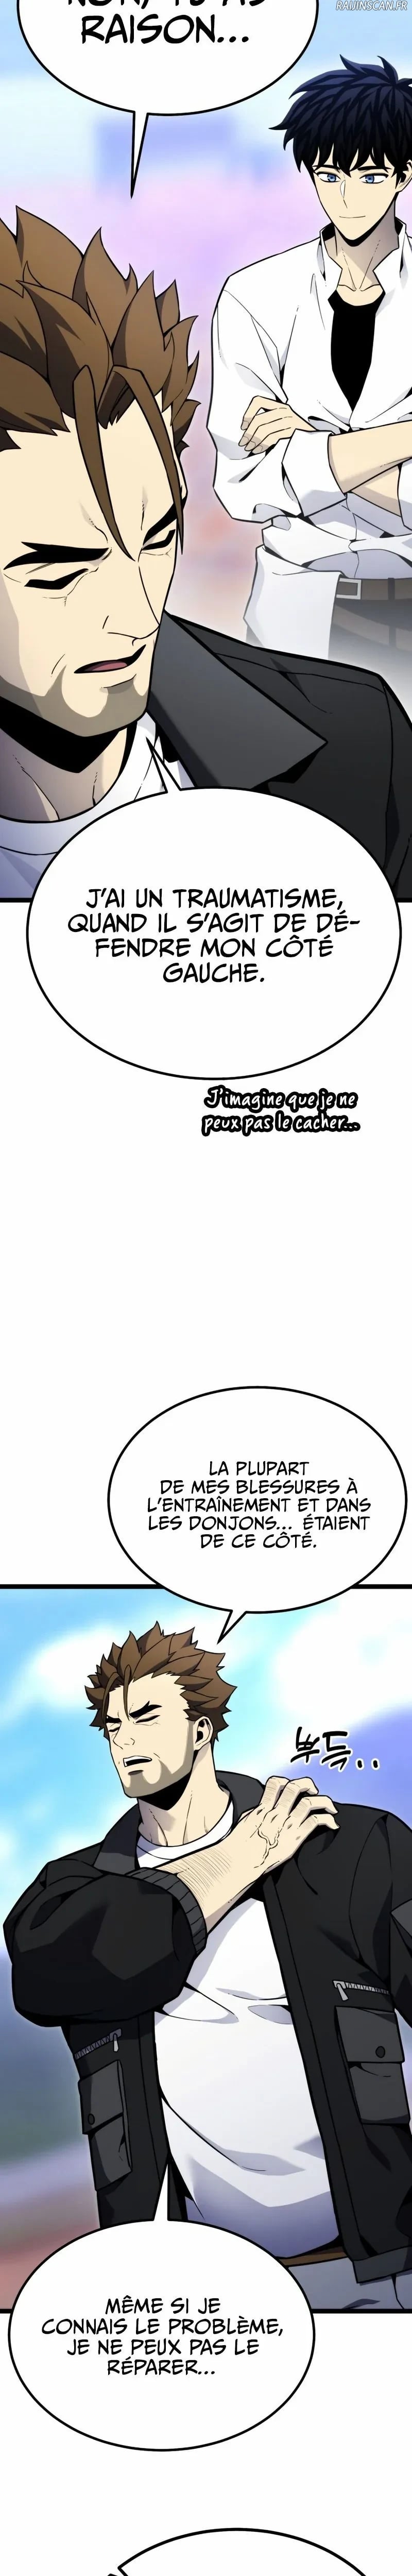 RAIJINSCAN.FR
NON, TU AS
RAISON...
J'AI UN TRAUMATISME,
QUAND IL S'AGIT DE DÉ-
FENDRE MON CÔTÉ
GAUCHE.
J'imagine que je ne
peux pas le cacher...
LA PLUPART
DE MES BLESSURES À
L'ENTRAÎNEMENT ET DANS
LES DONJONS... ÉTAIENT
DE CE CÔTÉ.
부득..
MÊME SI JE
CONNAIS LE PROBLÈME,
JE NE PEUX PAS LE
RÉPARER...